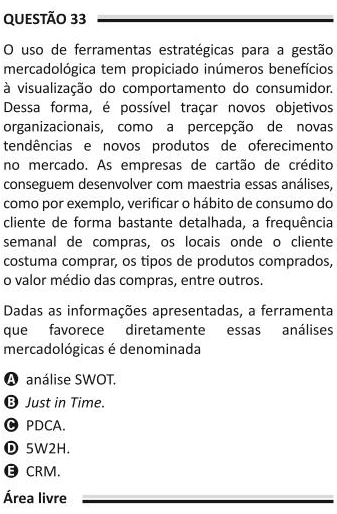 QUESTÃO 33
O uso de ferramentas estratégicas para a gestão
mercadológica tem propiciado inúmeros benefícios
à visualização do comportamento do consumidor.
Dessa forma, é possível traçar novos objetivos
organizacionais, como a percepção de novas
tendências e novos produtos de oferecimento
no mercado. As empresas de cartão de crédito
conseguem desenvolver com maestria essas análises,
como por exemplo, verificar o hábito de consumo do
cliente de forma bastante detalhada, a frequência
semanal de compras, os locais onde o cliente
costuma comprar, os tipos de produtos comprados,
o valor médio das compras, entre outros.
Dadas as informações apresentadas, a ferramenta
que favorece diretamente essas análises
mercadológicas é denominada
A análise SWOT.
B Just in Time.
C PDCA.
D 5W2H.
E CRM.
Área livre